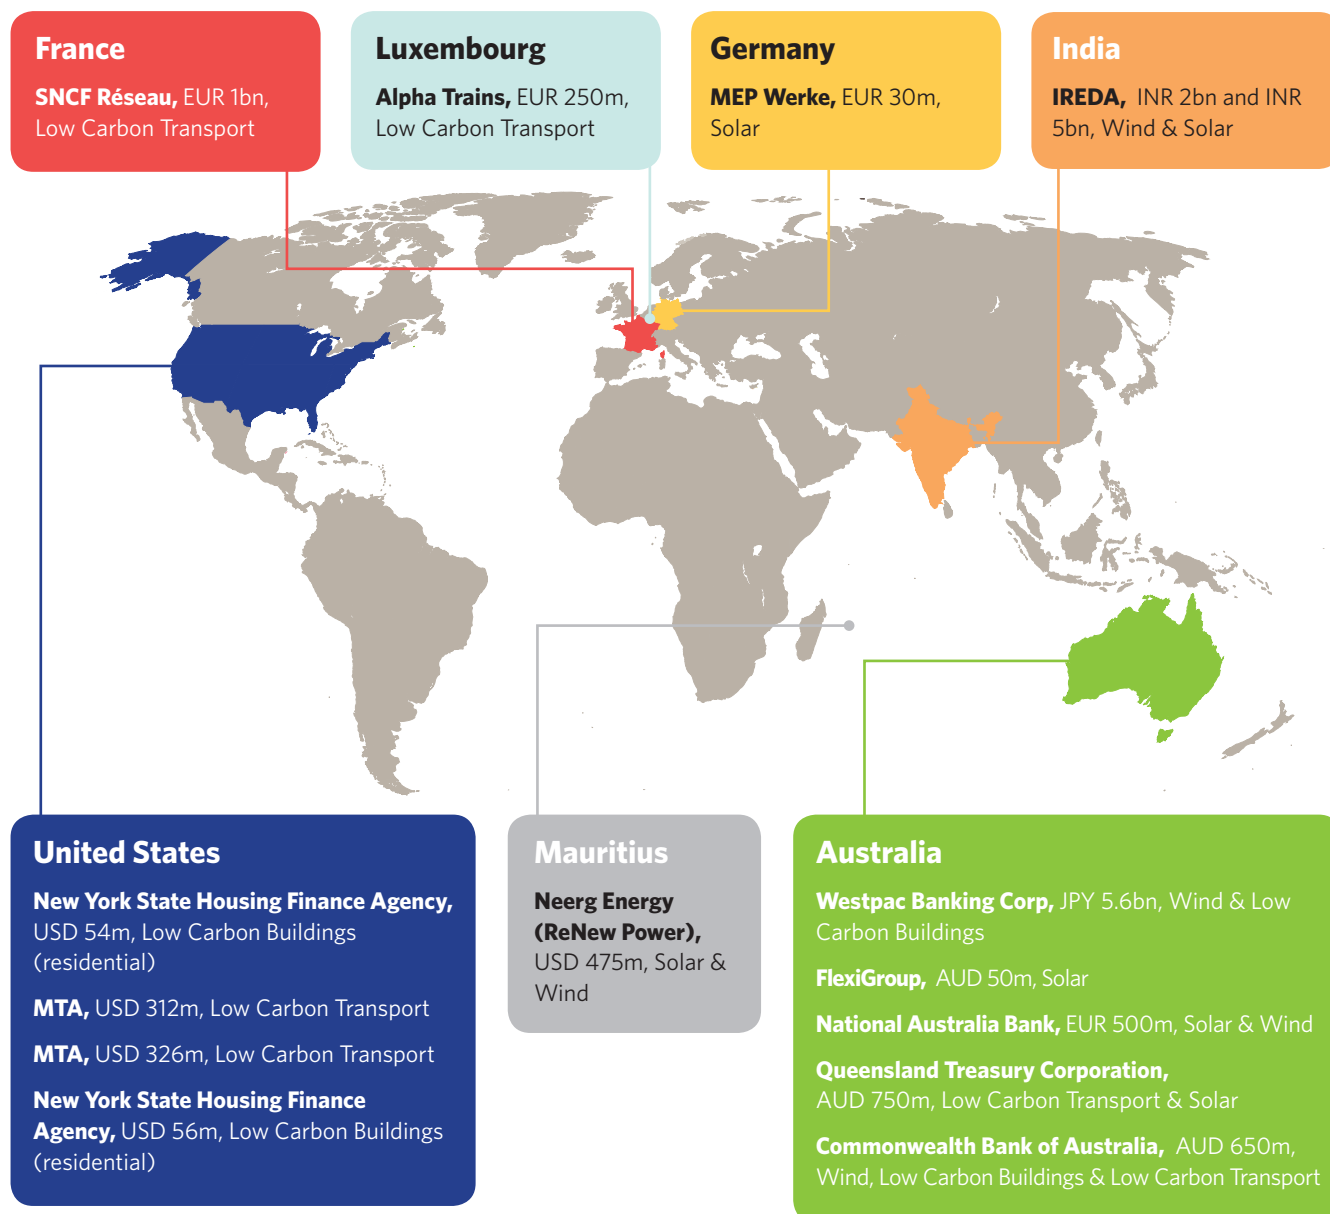 France
SNCF Réseau, EUR 1bn,
Low Carbon Transport
Luxembourg
Alpha Trains, EUR 250m,
Low Carbon Transport
Germany
MEP Werke, EUR 30m,
Solar
India
IREDA, INR 2bn and INR
5bn, Wind & Solar
United States
New York State Housing Finance Agency,
USD 54m, Low Carbon Buildings
(residential)
MTA, USD 312m, Low Carbon Transport
MTA, USD 326m, Low Carbon Transport
New York State Housing Finance
Agency, USD 56m, Low Carbon Buildings
(residential)
Mauritius
Neerg Energy
(ReNew Power),
USD 475m, Solar &
Wind
Australia
Westpac Banking Corp, JPY 5.6bn, Wind & Low
Carbon Buildings
FlexiGroup, AUD 50m, Solar
National Australia Bank, EUR 500m, Solar & Wind
Queensland Treasury Corporation,
AUD 750m, Low Carbon Transport & Solar
Commonwealth Bank of Australia, AUD 650m,
Wind, Low Carbon Buildings & Low Carbon Transport